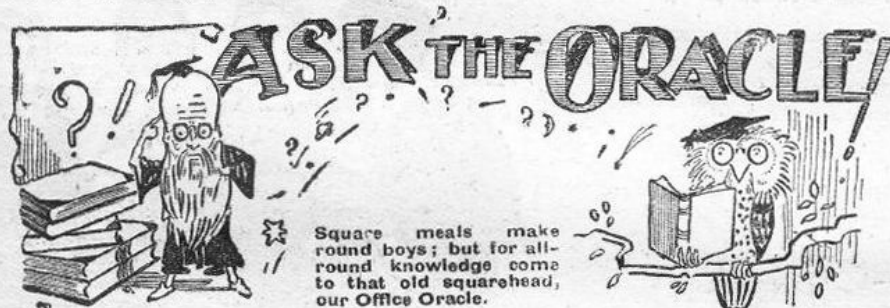 ASK THE ORACLE!
Square meals make
round boys; but for all-
round knowledge come
to that old squarehead,
our Office Oracle.